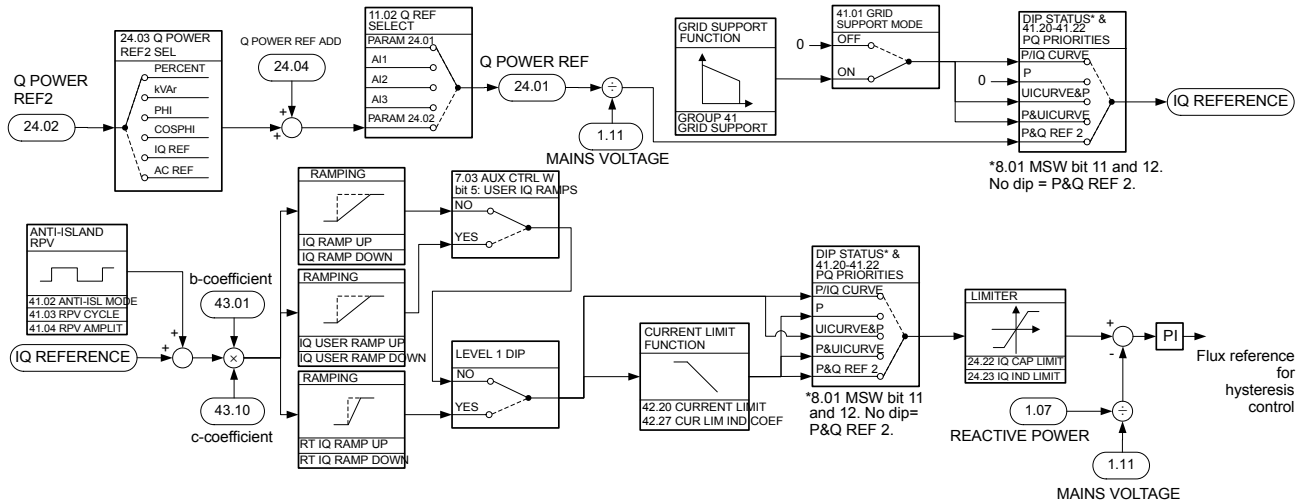 24.03 Q POWER
REF2 SEL
PERCENT
kVAr
PHI
COSPHI
IQ REF
AC REF
Q POWER
REF2
24.02
Q POWER REF ADD
24.04
+
+
11.02 Q REF
SELECT
PARAM 24.01
AI1
AI2
AI3
PARAM 24.02
Q POWER REF
24.01
÷
1.11
MAINS VOLTAGE
GRID SUPPORT
FUNCTION
GROUP 41
GRID SUPPORT
41.01 GRID
SUPPORT MODE
0
OFF
ON
DIP STATUS* &
41.20-41.22
PQ PRIORITIES
P/IQ CURVE
0
P
UICURVE&P
P&UICURVE
P&Q REF 2
IQ REFERENCE
*8.01 MSW bit 11 and 12.
No dip = P&Q REF 2.
ANTI-ISLAND
RPV
41.02 ANTI-ISL MODE
41.03 RPV CYCLE
41.04 RPV AMPLIT
IQ REFERENCE
+
+
b-coefficient
43.01
×
43.10
c-coefficient
RAMPING
IQ RAMP UP
IQ RAMP DOWN
RAMPING
IQ USER RAMP UP
IQ USER RAMP DOWN
RAMPING
RT IQ RAMP UP
RT IQ RAMP DOWN
7.03 AUX CTRL W
bit 5: USER IQ RAMPS
NO
YES
LEVEL 1 DIP
NO
YES
CURRENT LIMIT
FUNCTION
42.20 CURRENT LIMIT
42.27 CUR LIM IND COEF
DIP STATUS* &
41.20-41.22
PQ PRIORITIES
P/IQ CURVE
P
UICURVE&P
P&UICURVE
P&Q REF 2
*8.01 MSW bit 11
and 12. No dip=
P&Q REF 2.
LIMITER
24.22 IQ CAP LIMIT
24.23 IQ IND LIMIT
+
-
PI
Flux reference
for
hysteresis
control
1.07
REACTIVE POWER
÷
1.11
MAINS VOLTAGE